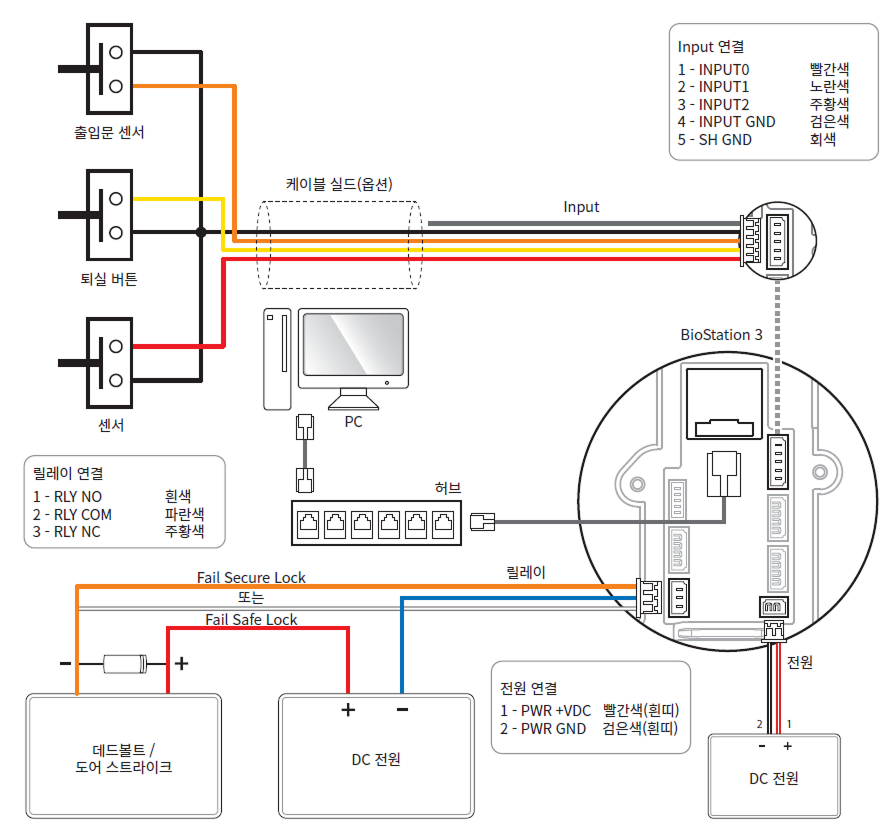 Input 연결
1 - INPUT0 빨간색
2 - INPUT1 노란색
3 - INPUT2 주황색
4 - INPUT GND 검은색
5 - SH GND 회색
출입문 센서
케이블 실드(옵션)
Input
퇴실 버튼
BioStation 3
PC
센서
릴레이 연결
1 - RLY NO 흰색
2 - RLY COM 파란색
3 - RLY NC 주황색
허브
릴레이
Fail Secure Lock
또는
Fail Safe Lock
- +
전원
전원 연결
1 - PWR +VDC 빨간색(흰띠)
2 - PWR GND 검은색(흰띠)
+ -
2 1
- +
데드볼트 /
도어 스트라이크
DC 전원
DC 전원